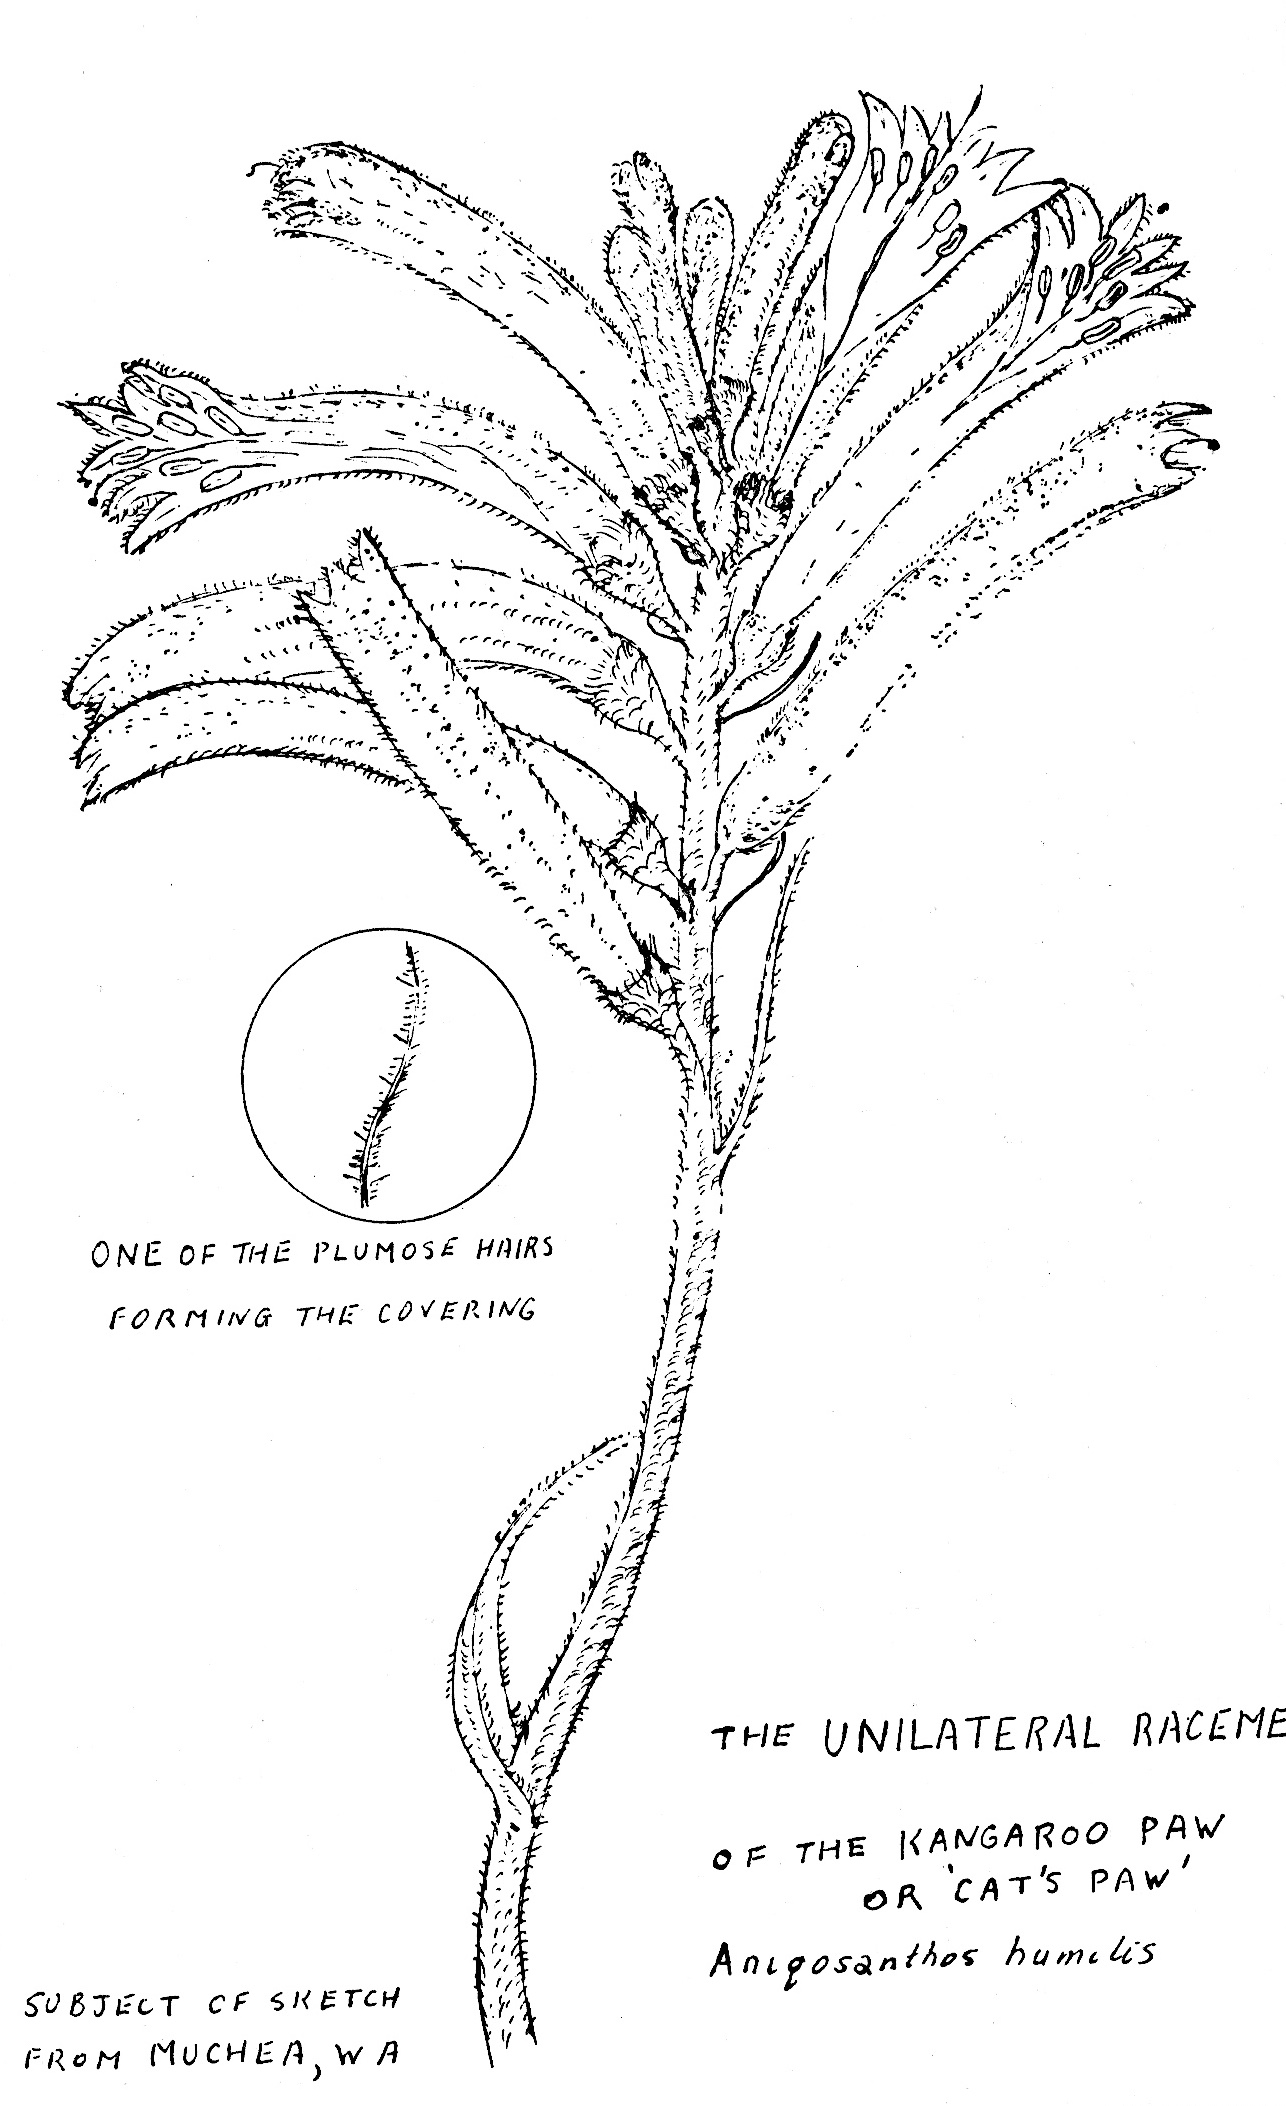 ONE OF THE PLUMOSE HAIRS
FORMING THE COVERING
THE UNILATERAL RACEME
OF THE KANGAROO PAW
OR 'CAT'S PAW'
Anigosanthos humilis
SUBJECT OF SKETCH
FROM MUCHEA, WA